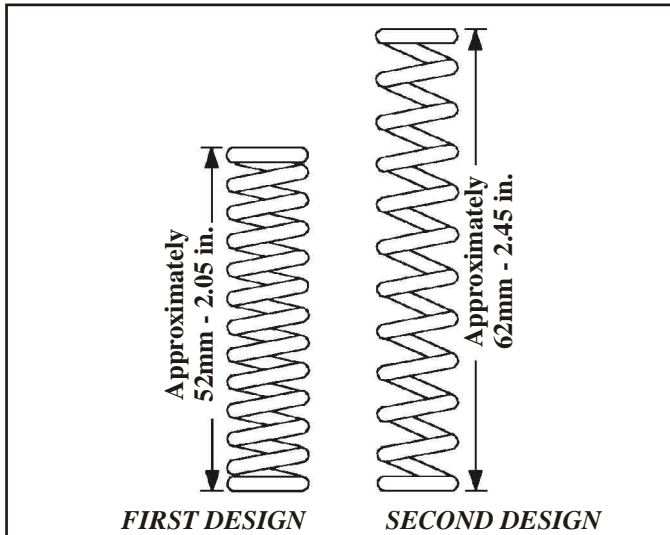 Approximately
52mm - 2.05 in.
Approximately
62mm - 2.45 in.
FIRST DESIGN
SECOND DESIGN